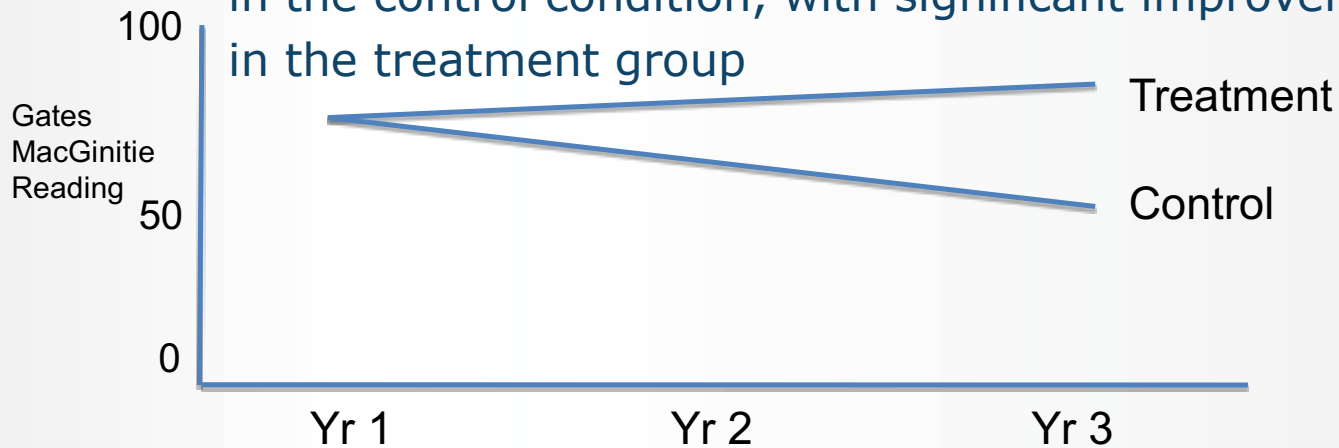 in the control condition, with significant
in the treatment group
100
Gates
MacGinitie
Reading
50
0
Treatment
Control
Yr 1 Yr 2 Yr 3